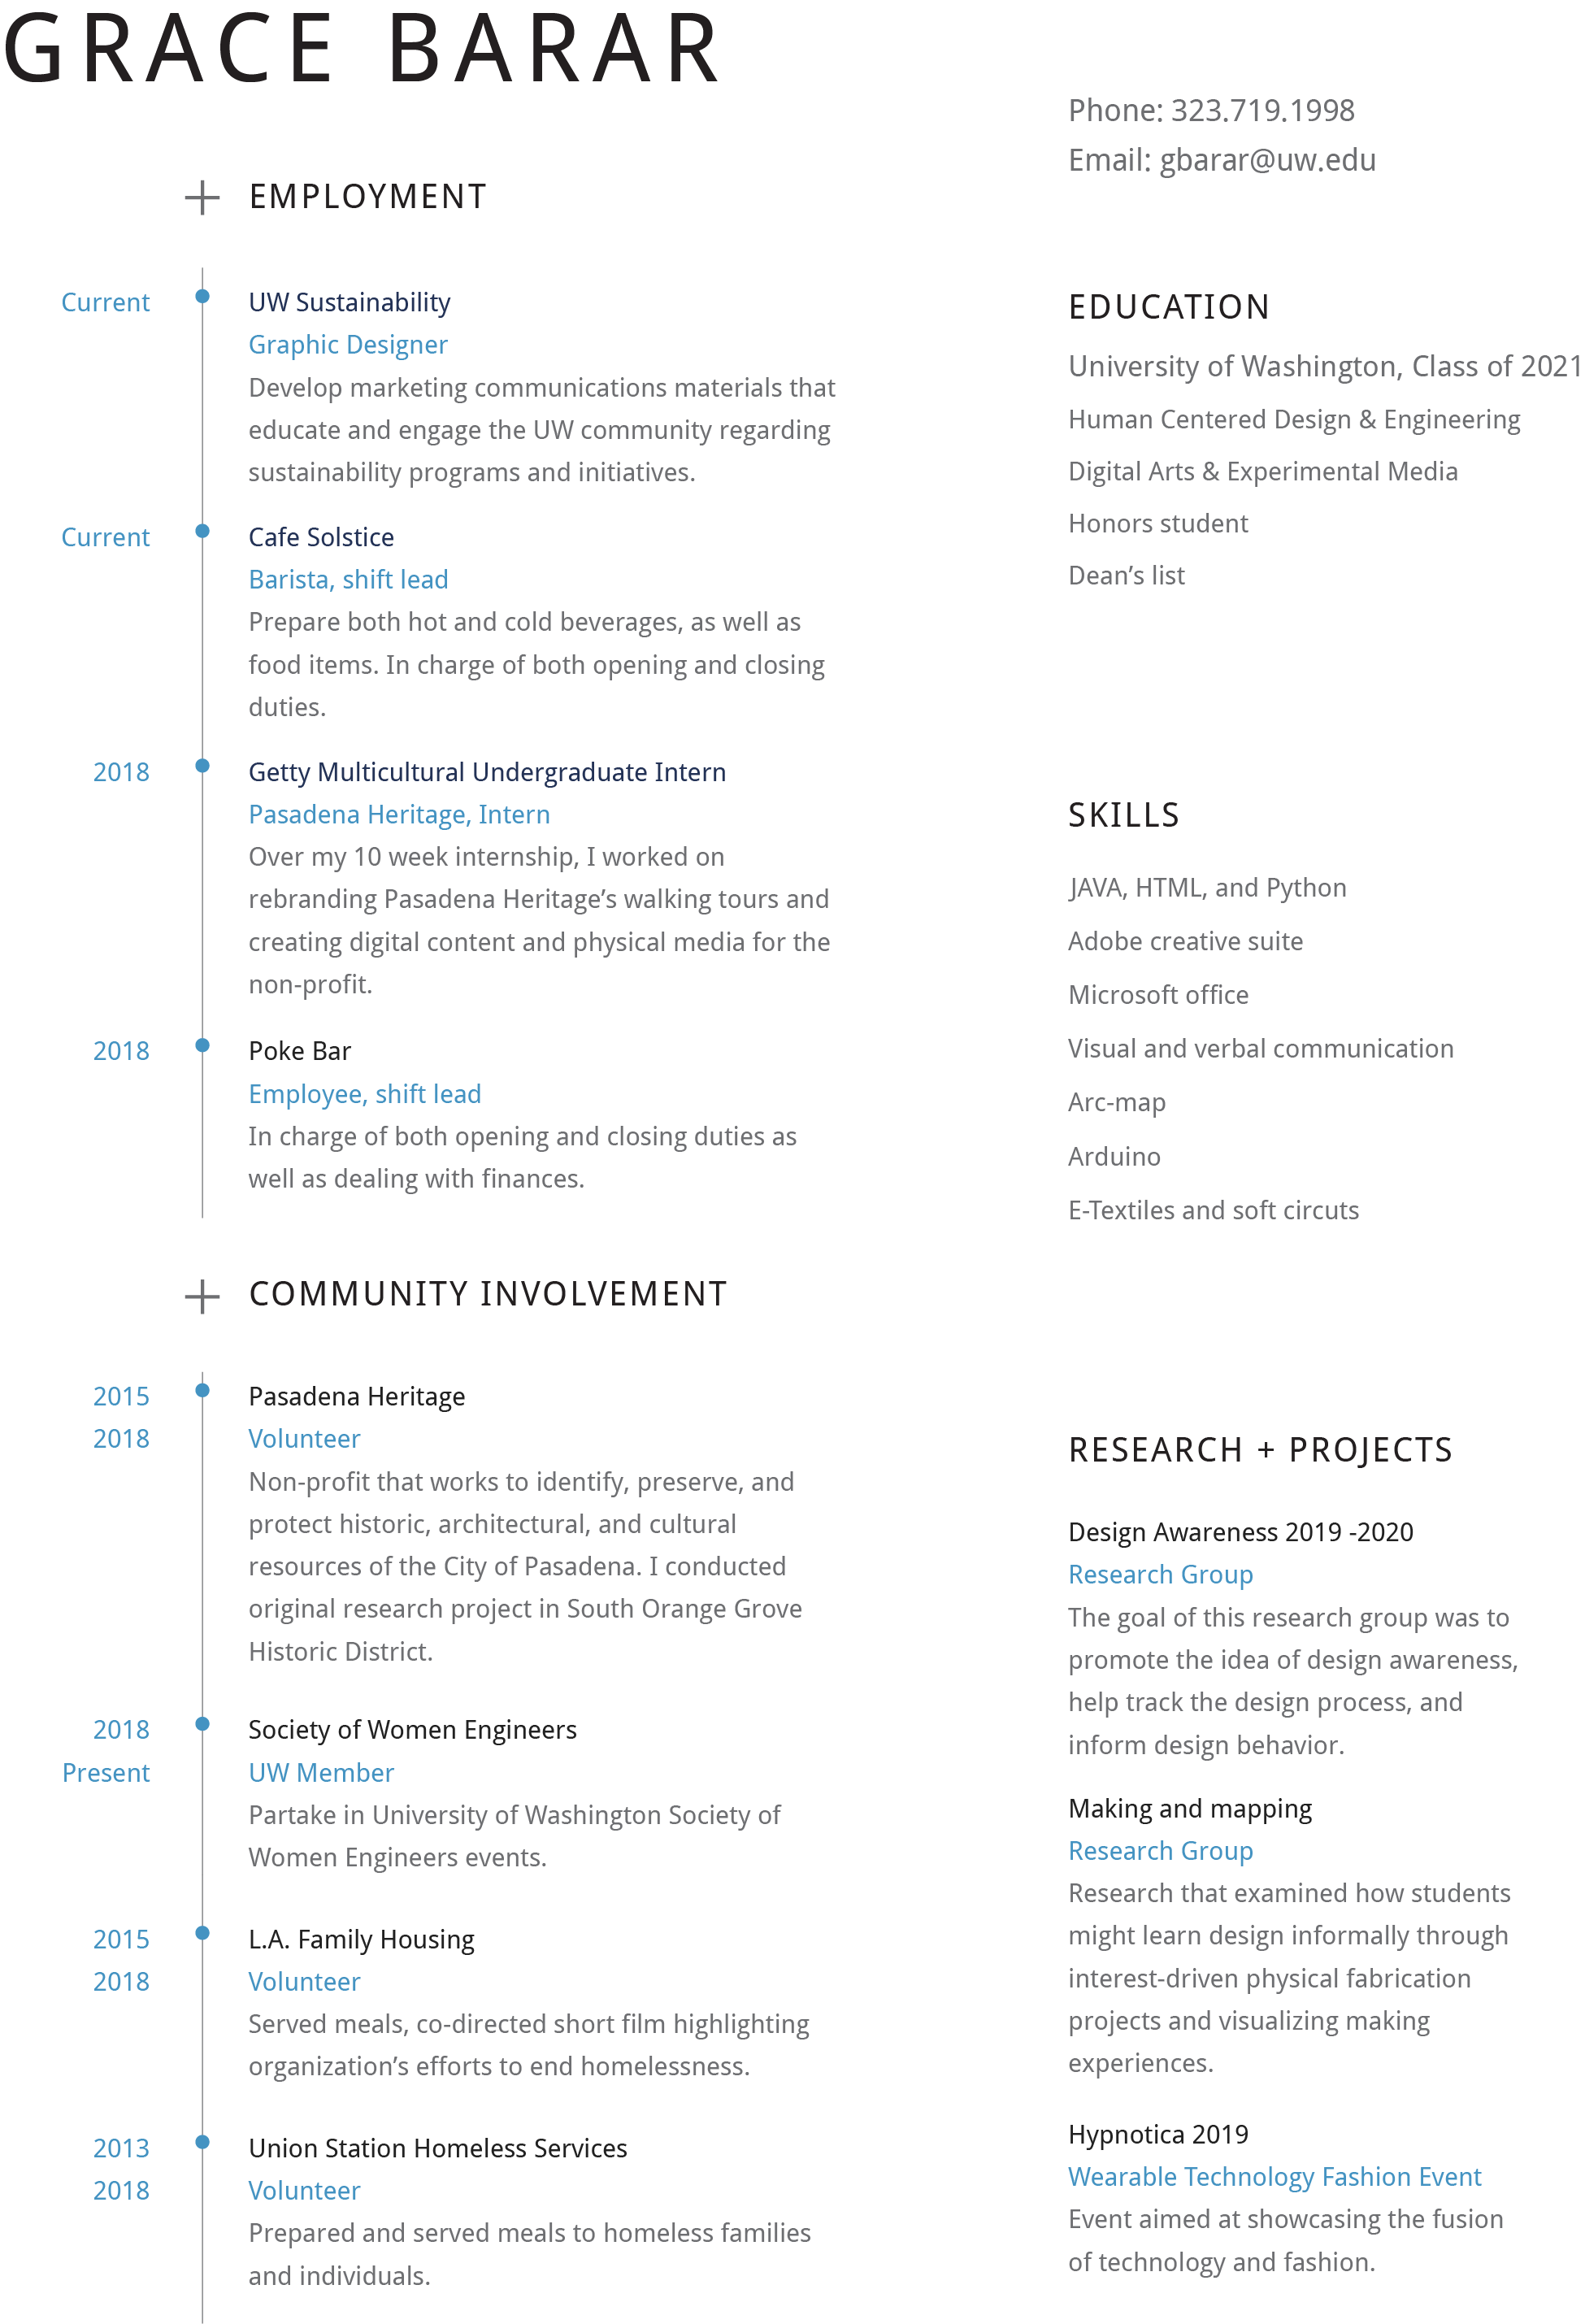 GRACE BARAR
Phone: 323.719.1998
Email: gbarar@uw.edu
EMPLOYMENT
Current
UW Sustainability
Graphic Designer
Develop marketing communications materials that
educate and engage the UW community regarding
sustainability programs and initiatives.
Current
Cafe Solstice
Barista, shift lead
Prepare both hot and cold beverages, as well as
food items. In charge of both opening and closing
duties.
2018
Getty Multicultural Undergraduate Intern
Pasadena Heritage, Intern
Over my 10 week internship, I worked on
rebranding Pasadena Heritage’s walking tours and
creating digital content and physical media for the
non-profit.
2018
Poke Bar
Employee, shift lead
In charge of both opening and closing duties as
well as dealing with finances.
COMMUNITY INVOLVEMENT
2015
2018
Pasadena Heritage
Volunteer
Non-profit that works to identify, preserve, and
protect historic, architectural, and cultural
resources of the City of Pasadena. I conducted
original research project in South Orange Grove
Historic District.
2018
Present
Society of Women Engineers
UW Member
Partake in University of Washington Society of
Women Engineers events.
2015
2018
L.A. Family Housing
Volunteer
Served meals, co-directed short film highlighting
organization’s efforts to end homelessness.
2013
2018
Union Station Homeless Services
Volunteer
Prepared and served meals to homeless families
and individuals.
EDUCATION
University of Washington, Class of 2021
Human Centered Design & Engineering
Digital Arts & Experimental Media
Honors student
Dean’s list
SKILLS
JAVA, HTML, and Python
Adobe creative suite
Microsoft office
Visual and verbal communication
Arc-map
Arduino
E-Textiles and soft circuts
RESEARCH + PROJECTS
Design Awareness 2019 -2020
Research Group
The goal of this research group was to
promote the idea of design awareness,
help track the design process, and
inform design behavior.
Making and mapping
Research Group
Research that examined how students
might learn design informally through
interest-driven physical fabrication
projects and visualizing making
experiences.
Hypnotica 2019
Wearable Technology Fashion Event
Event aimed at showcasing the fusion
of technology and fashion.